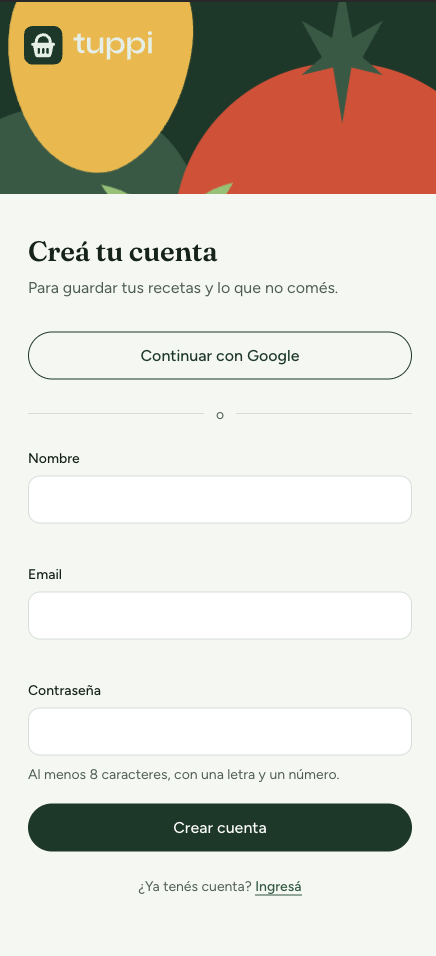 tuppi
Creá tu cuenta
Para guardar tus recetas y lo que no comés.
Continuar con Google
o
Nombre
Email
Contraseña
Al menos 8 caracteres, con una letra y un número.
Crear cuenta
¿Ya tenés cuenta? Ingresá